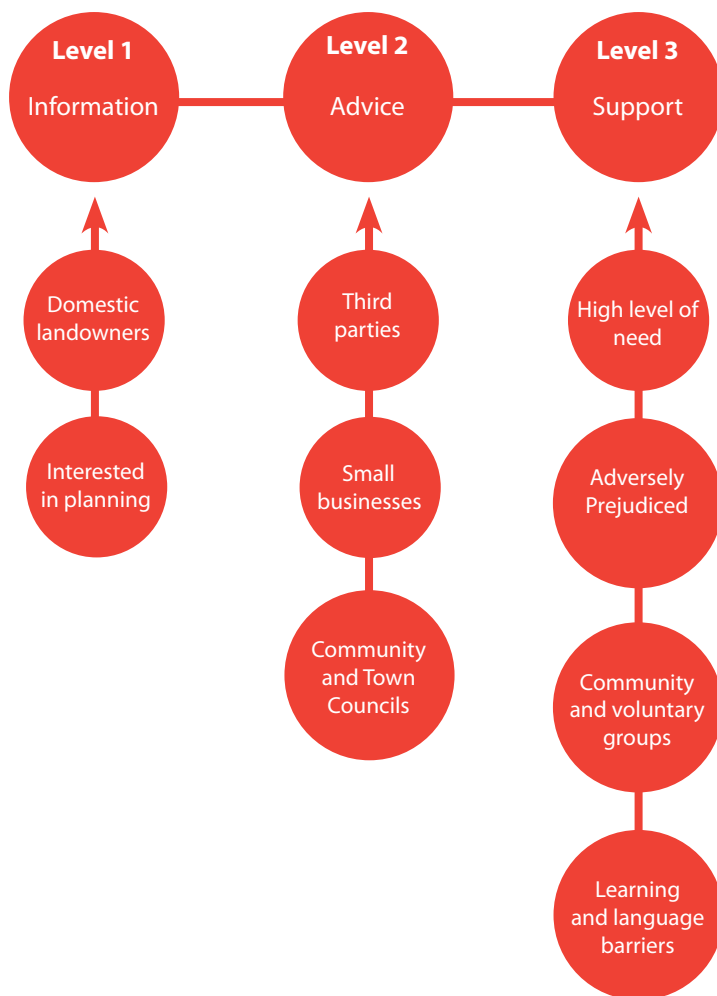 Level 1
Information
Level 2
Advice
Level 3
Support
Domestic
landowners
Interested
in planning
Third
parties
Small
businesses
Community
and Town
Councils
High level of
need
Adversely
Prejudiced
Community
and voluntary
groups
Learning
and language
barriers